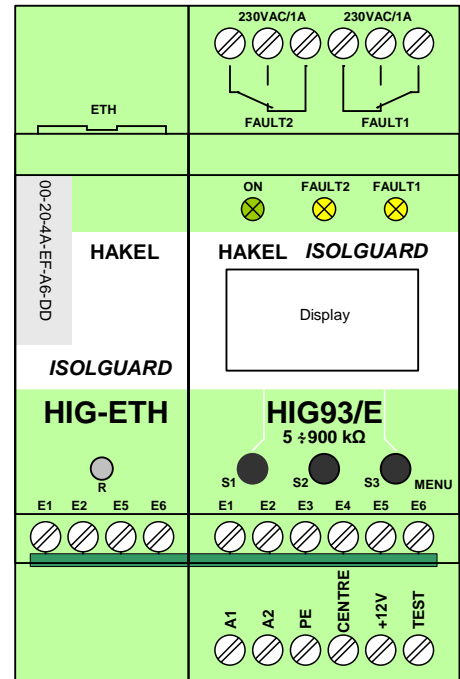 230VAC/1A 230VAC/1A
ETH
FAULT2 FAULT1
ON FAULT2 FAULT1
00-20-4A-EF-A6-DD
HAKEL
HAKEL ISOLGUARD
Display
ISOLGUARD
HIG-ETH
HIG93/E
5 ÷900 kΩ
R
S1 S2 S3 MENU
E1 E2 E5 E6
E1 E2 E3 E4 E5 E6
A1 A2 PE CENTRE +12V TEST